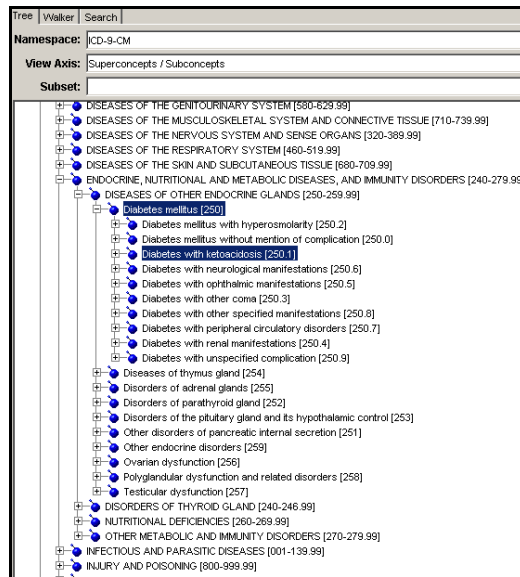 Tree Walker Search
Namespace: ICD-9-CM
View Axis: Superconcepts / Subconcepts
Subset:
DISEASES OF THE GENITOURINARY SYSTEM [580-629.99]
DISEASES OF THE MUSCULOSKELETAL SYSTEM AND CONNECTIVE TISSUE [710-739.99]
DISEASES OF THE NERVOUS SYSTEM AND SENSE ORGANS [320-389.99]
DISEASES OF THE RESPIRATORY SYSTEM [460-519.99]
DISEASES OF THE SKIN AND SUBCUTANEOUS TISSUE [680-709.99]
ENDOCRINE, NUTRITIONAL AND METABOLIC DISEASES, AND IMMUNITY DISORDERS [240-279.99
DISEASES OF OTHER ENDOCRINE GLANDS [250-259.99]
Diabetes mellitus [250]
Diabetes mellitus with hyperosmolarity [250.2]
Diabetes mellitus without mention of complication [250.0]
Diabetes with ketoacidosis [250.1]
Diabetes with neurological manifestations [250.6]
Diabetes with ophthalmic manifestations [250.5]
Diabetes with other coma [250.3]
Diabetes with other specified manifestations [250.8]
Diabetes with peripheral circulatory disorders [250.7]
Diabetes with renal manifestations [250.4]
Diabetes with unspecified complication [250.9]
Diseases of thymus gland [254]
Disorders of adrenal glands [255]
Disorders of parathyroid gland [252]
Disorders of the pituitary gland and its hypothalamic control [253]
Other disorders of pancreatic internal secretion [251]
Other endocrine disorders [259]
Ovarian dysfunction [256]
Polyglandular dysfunction and related disorders [258]
Testicular dysfunction [257]
DISORDERS OF THYROID GLAND [240-246.99]
NUTRITIONAL DEFICIENCIES [260-269.99]
OTHER METABOLIC AND IMMUNITY DISORDERS [270-279.99]
INFECTIOUS AND PARASITIC DISEASES [001-139.99]
INJURY AND POISONING [800-999.99]